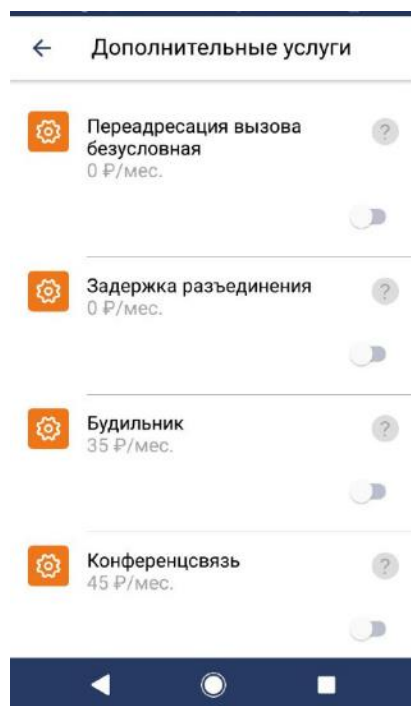 Дополнительные услуги
Переадресация вызова
безусловная
0 ₽/мес.
?
Задержка разъединения
0 ₽/мес.
?
Будильник
35 ₽/мес.
?
Конференцсвязь
45 ₽/мес.
?